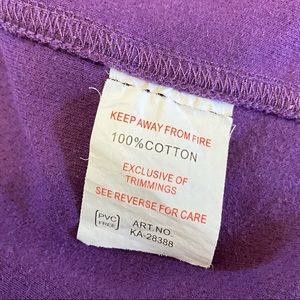 KEEP AWAY FROM FIRE
100%COTTON
EXCLUSIVE OF
TRIMMINGS
SEE REVERSE FOR CARE
PVC
FREE
ART.NO.
KA-28388